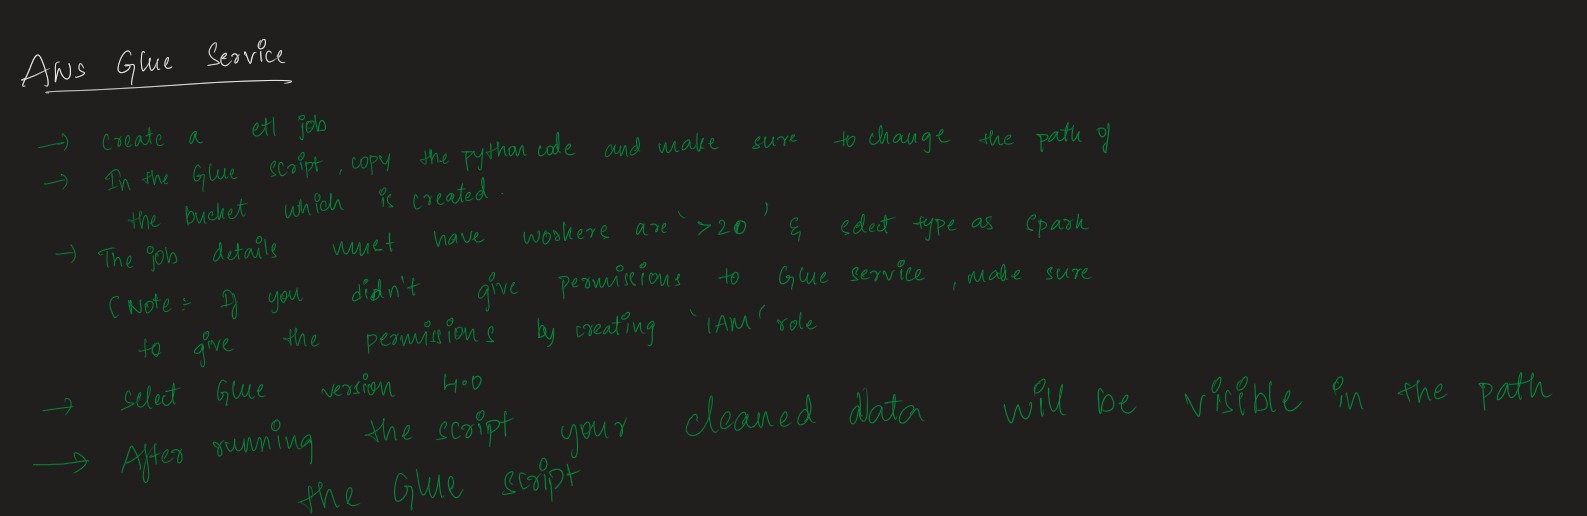 Aws Glue Service
→ Create a etl job
→ In the Glue script, copy the python code and make sure to change the path of
the bucket which is created.
→ The job details must have workers are '>20' & select type as Spark
(Note:- If you didn't give permissions to Glue service, make sure
to give the permissions by creating 'IAM' role
→ Select Glue version 4.0
→ After running the script your cleaned data will be visible in the path
the Glue script